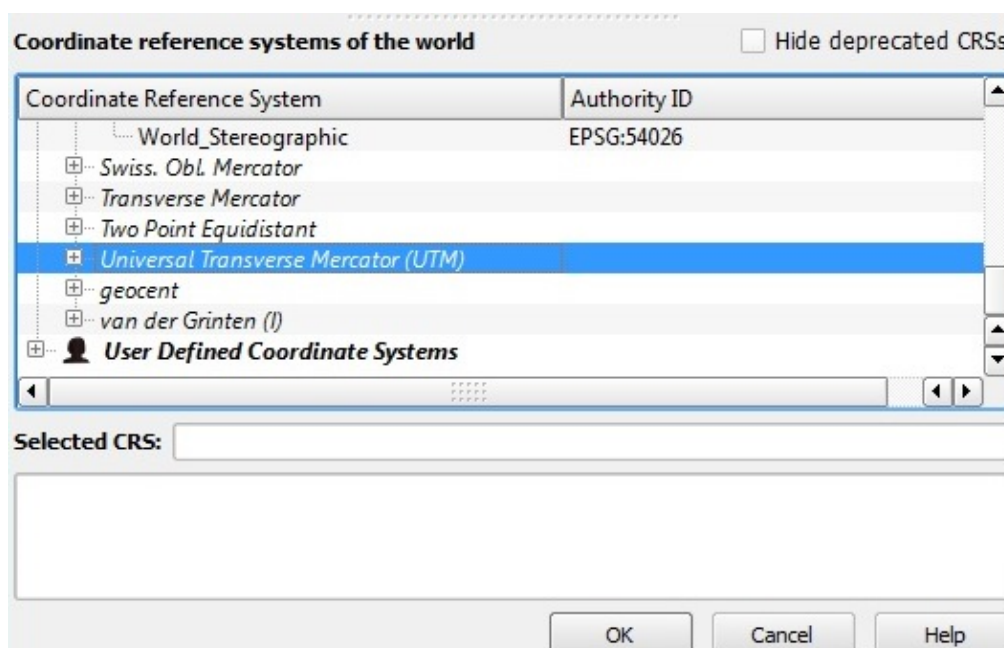 Coordinate reference systems of the world Hide deprecated CRSs
Coordinate Reference System Authority ID
World_Stereographic EPSG:54026
Swiss. Obl. Mercator
Transverse Mercator
Two Point Equidistant
Universal Transverse Mercator (UTM)
geocent
van der Grinten (I)
User Defined Coordinate Systems
Selected CRS:
OK Cancel Help